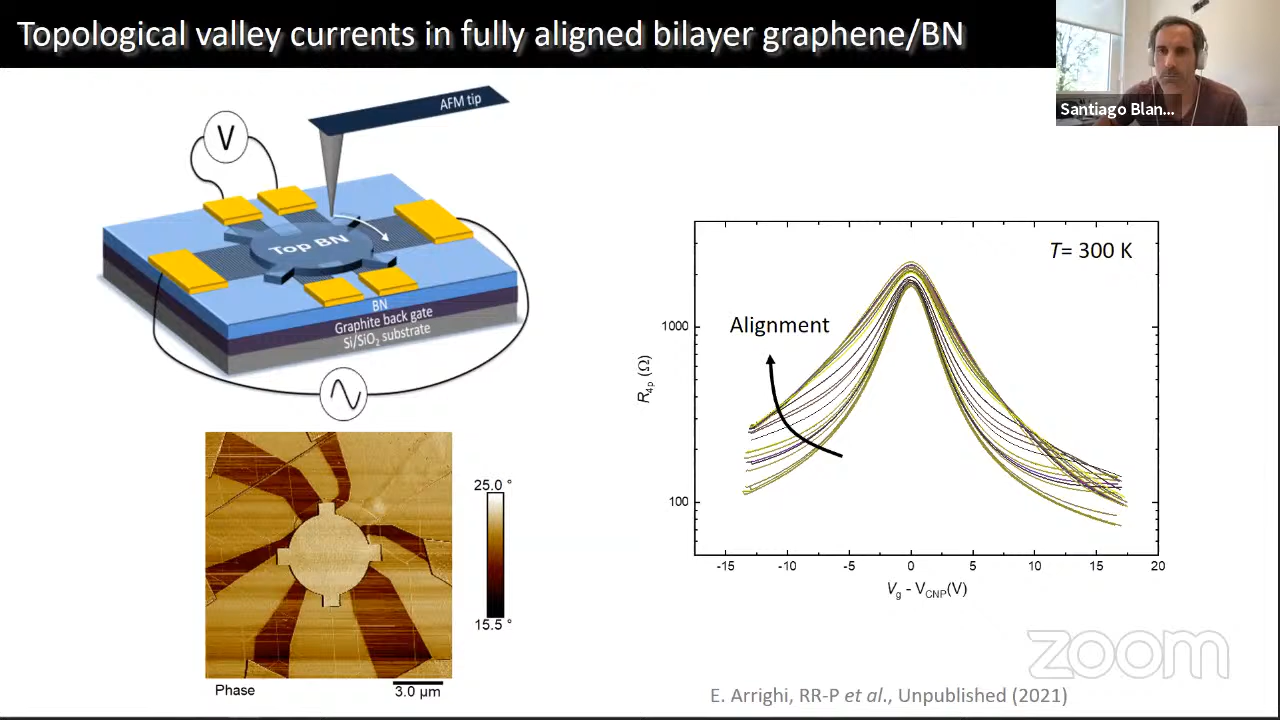 Topological valley currents in fully aligned bilayer graphene/BN
Santiago Blan...
AFM tip
V
Top BN
BN
Graphite back gate
Si/SiO₂ substrate
T= 300 K
Alignment
1000
100
R4p (Ω)
-15 -10 -5 0 5 10 15 20
Vg - VCNP(V)
25.0 °
15.5 °
Phase
3.0 µm
zoom
E. Arrighi, RR-P et al., Unpublished (2021)